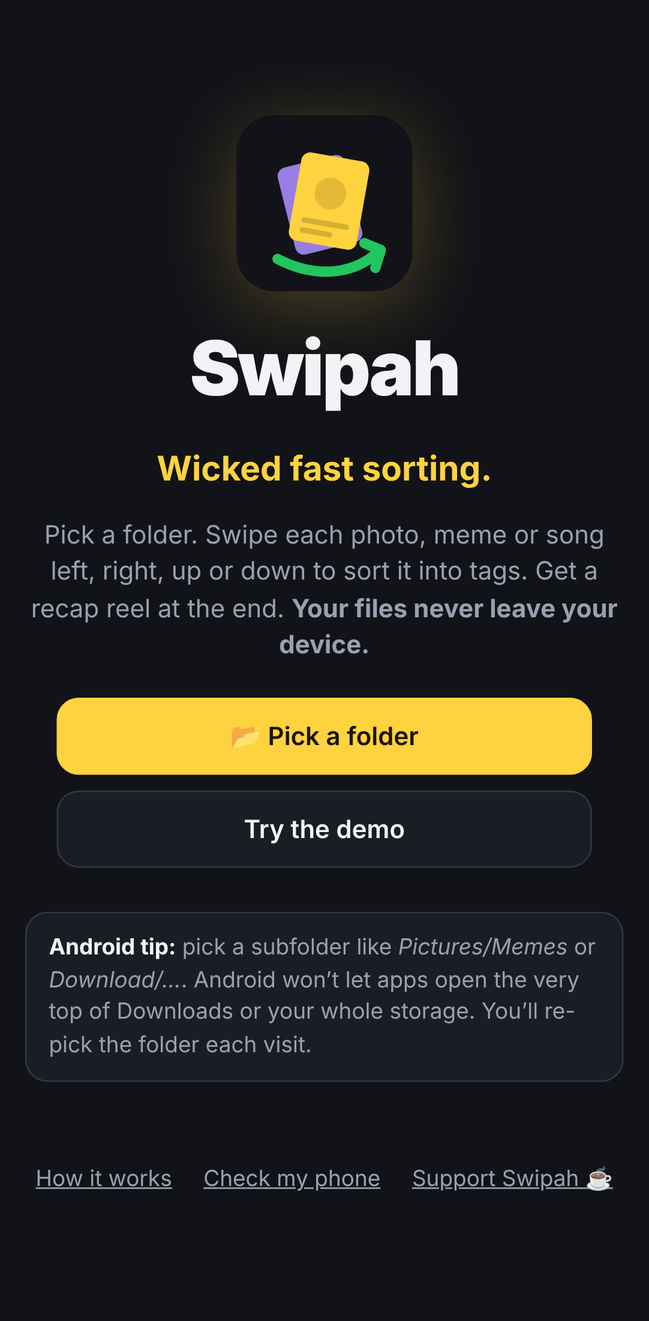 Swipah
Wicked fast sorting.
Pick a folder. Swipe each photo, meme or song
left, right, up or down to sort it into tags. Get a
recap reel at the end. Your files never leave your
device.
📂 Pick a folder
Try the demo
Android tip: pick a subfolder like Pictures/Memes or
Download/.... Android won’t let apps open the very
top of Downloads or your whole storage. You’ll re-
pick the folder each visit.
How it works Check my phone Support Swipah ☕